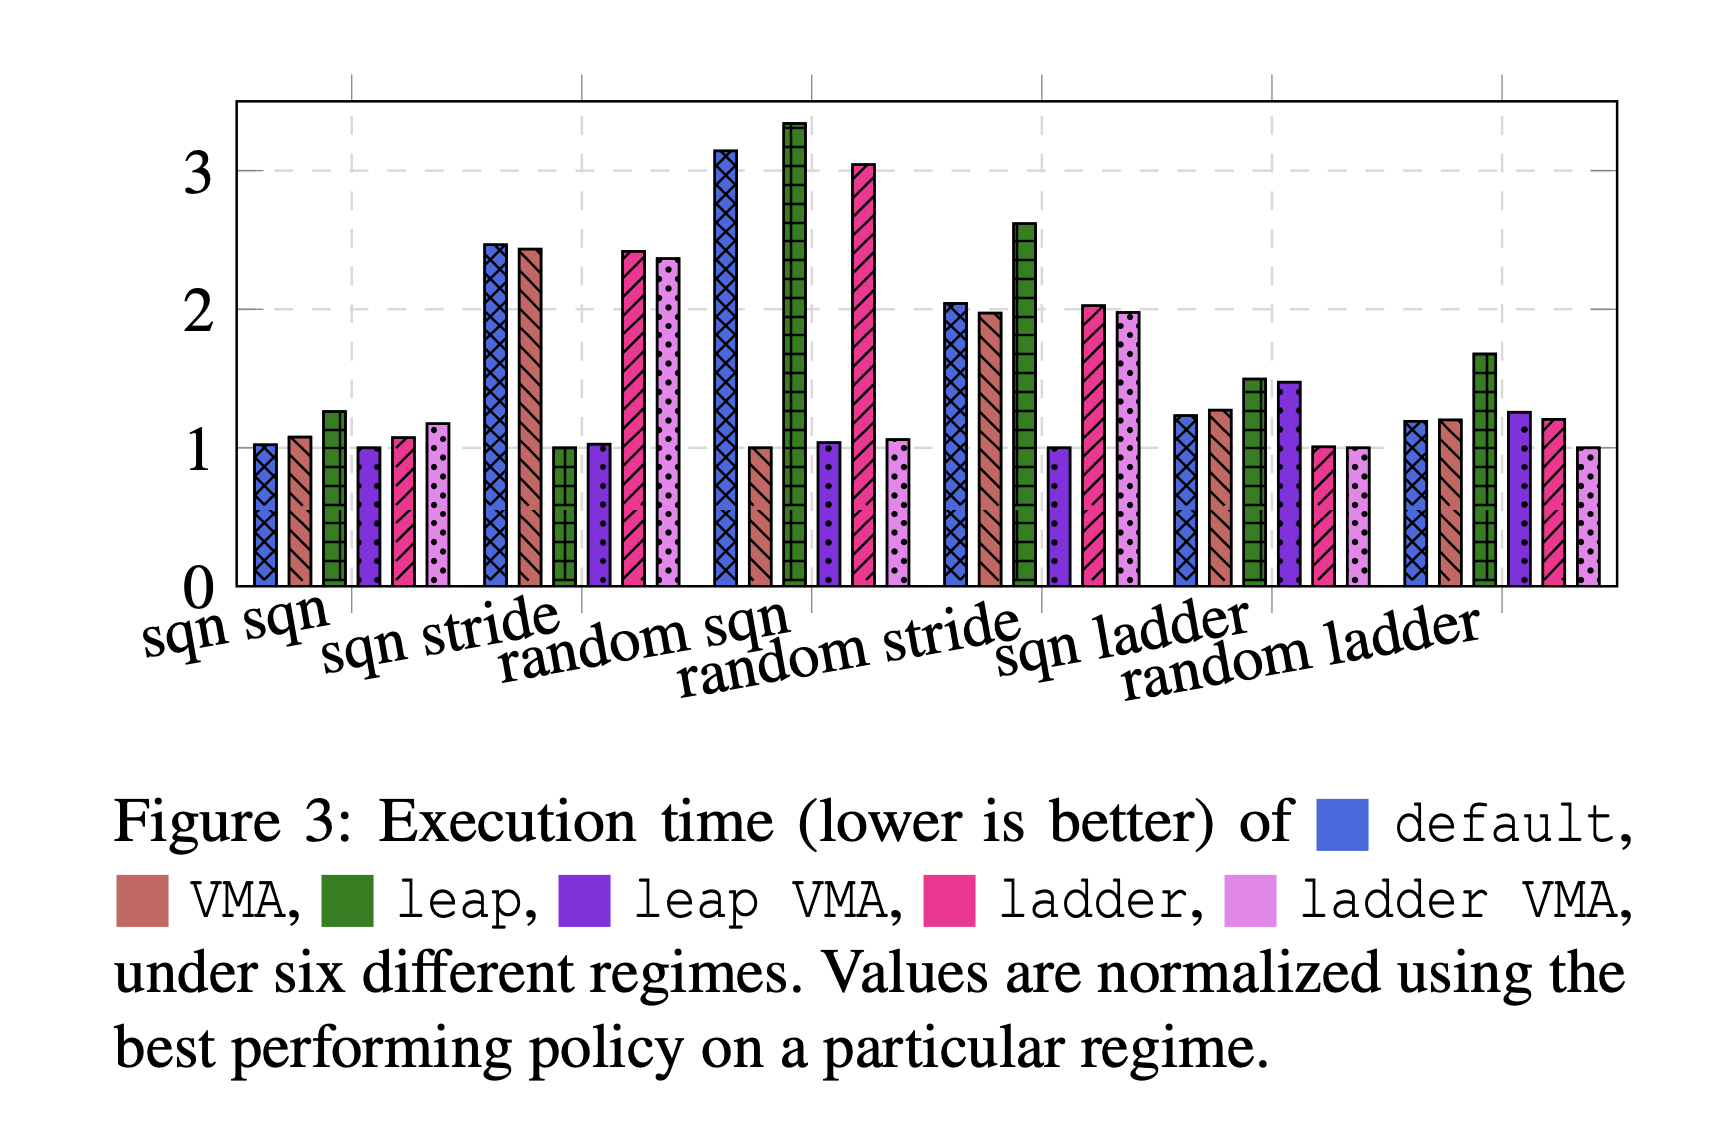 3
2
1
0
sqn sqn
sqn stride
random sqn
random stride
sqn ladder
random ladder
Figure 3: Execution time (lower is better) of default,
VMA, leap, leap VMA, ladder, ladder VMA,
under six different regimes. Values are normalized using the
best performing policy on a particular regime.